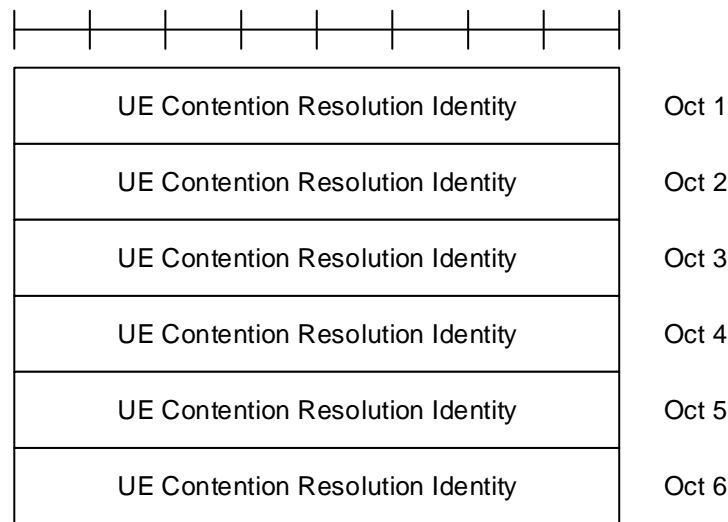 UE Contention Resolution Identity Oct 1
UE Contention Resolution Identity Oct 2
UE Contention Resolution Identity Oct 3
UE Contention Resolution Identity Oct 4
UE Contention Resolution Identity Oct 5
UE Contention Resolution Identity Oct 6